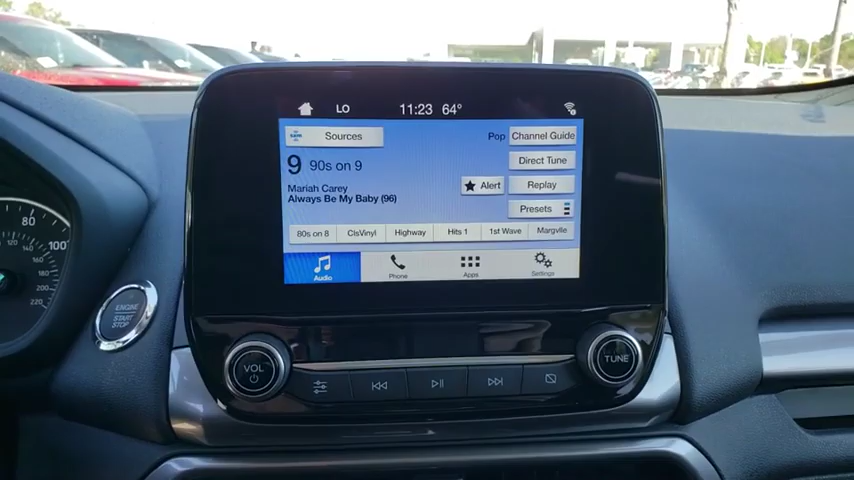 LO 11:23 64°
SXM Sources Pop Channel Guide
9 90s on 9 Direct Tune
Mariah Carey Alert Replay
Always Be My Baby (96)
Presets
80s on 8 ClsVinyl Highway Hits 1 1st Wave Margvlle
Audio Phone Apps Settings
80
100
120
140
160
180
200
220
ENGINE
START
STOP
VOL
TUNE